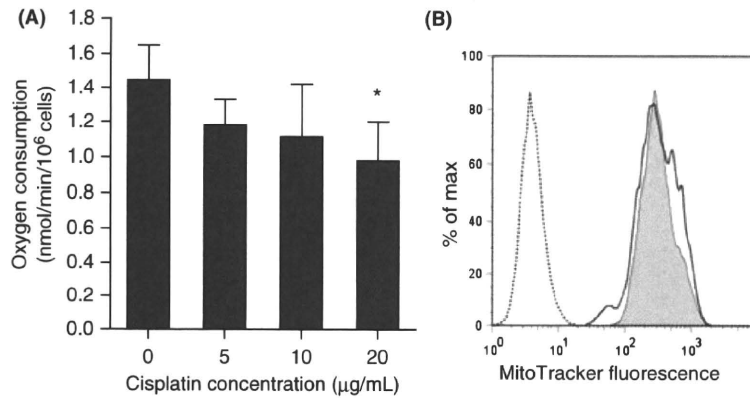 (A)
Oxygen consumption
(nmol/min/10⁶ cells)
1.8
1.6
1.4
1.2
1.0
0.8
0.6
0.4
0.2
0.0
*
0 5 10 20
Cisplatin concentration (μg/mL)
(B)
% of max
100
80
60
40
20
0
10⁰ 10¹ 10² 10³
MitoTracker fluorescence